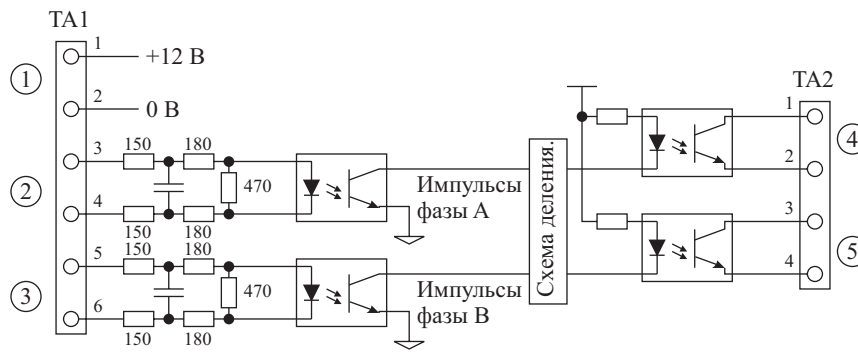 TA1
1 +12 В
① 2 0 В
3 150 180
② 470 Импульсы фазы А
4 150 180
5 150 180
③ 470 Импульсы фазы В
6 150 180
Схема деления.
TA2
1
④
2
3
⑤
4